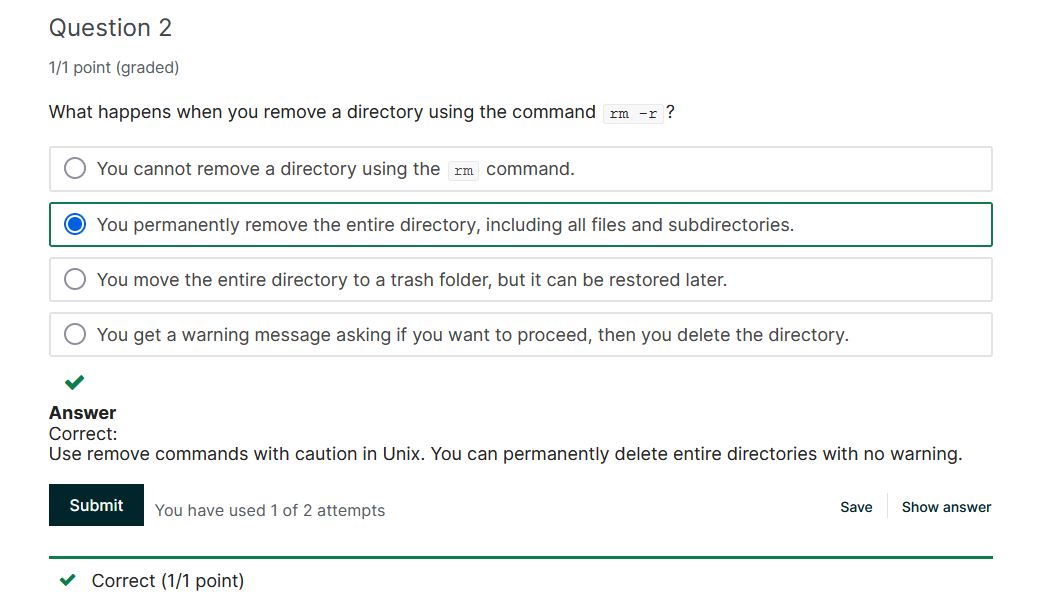 Question 2
1/1 point (graded)
What happens when you remove a directory using the command rm -r ?
You cannot remove a directory using the rm command.
You permanently remove the entire directory, including all files and subdirectories.
You move the entire directory to a trash folder, but it can be restored later.
You get a warning message asking if you want to proceed, then you delete the directory.
Answer
Correct:
Use remove commands with caution in Unix. You can permanently delete entire directories with no warning.
Submit You have used 1 of 2 attempts Save Show answer
Correct (1/1 point)